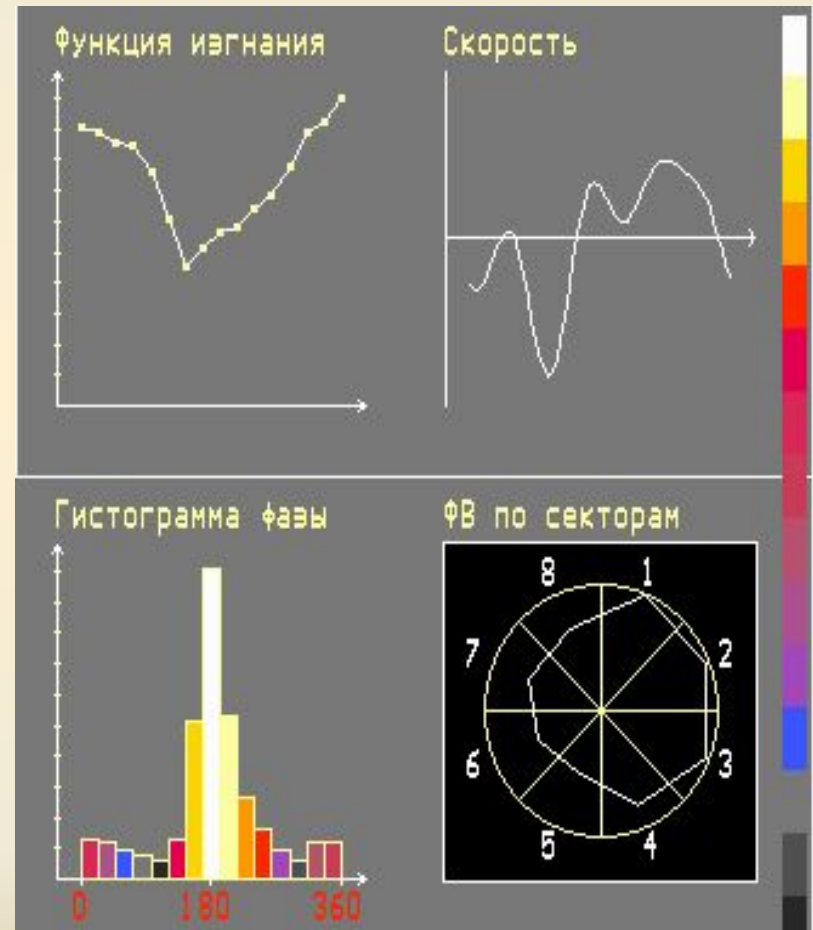 Функция изгнания
Скорость
Гистограмма фазы
0 180 360
ФВ по секторам
8 1
7 2
6 3
5 4